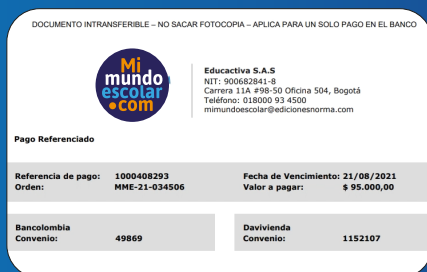 DOCUMENTO INTRANSFERIBLE – NO SACAR FOTOCOPIA – APLICA PARA UN SOLO PAGO EN EL BANCO
Mi
mundo
escolar
.com
Educactiva S.A.S
NIT: 900682841-8
Carrera 11A #98-50 Oficina 504, Bogotá
Teléfono: 018000 93 4500
mimundoescolar@edicionesnorma.com
Pago Referenciado
Referencia de pago: 1000408293 Fecha de Vencimiento: 21/08/2021
Orden: MME-21-034506 Valor a pagar: $ 95.000,00
Bancolombia Davivienda
Convenio: 49869 Convenio: 1152107